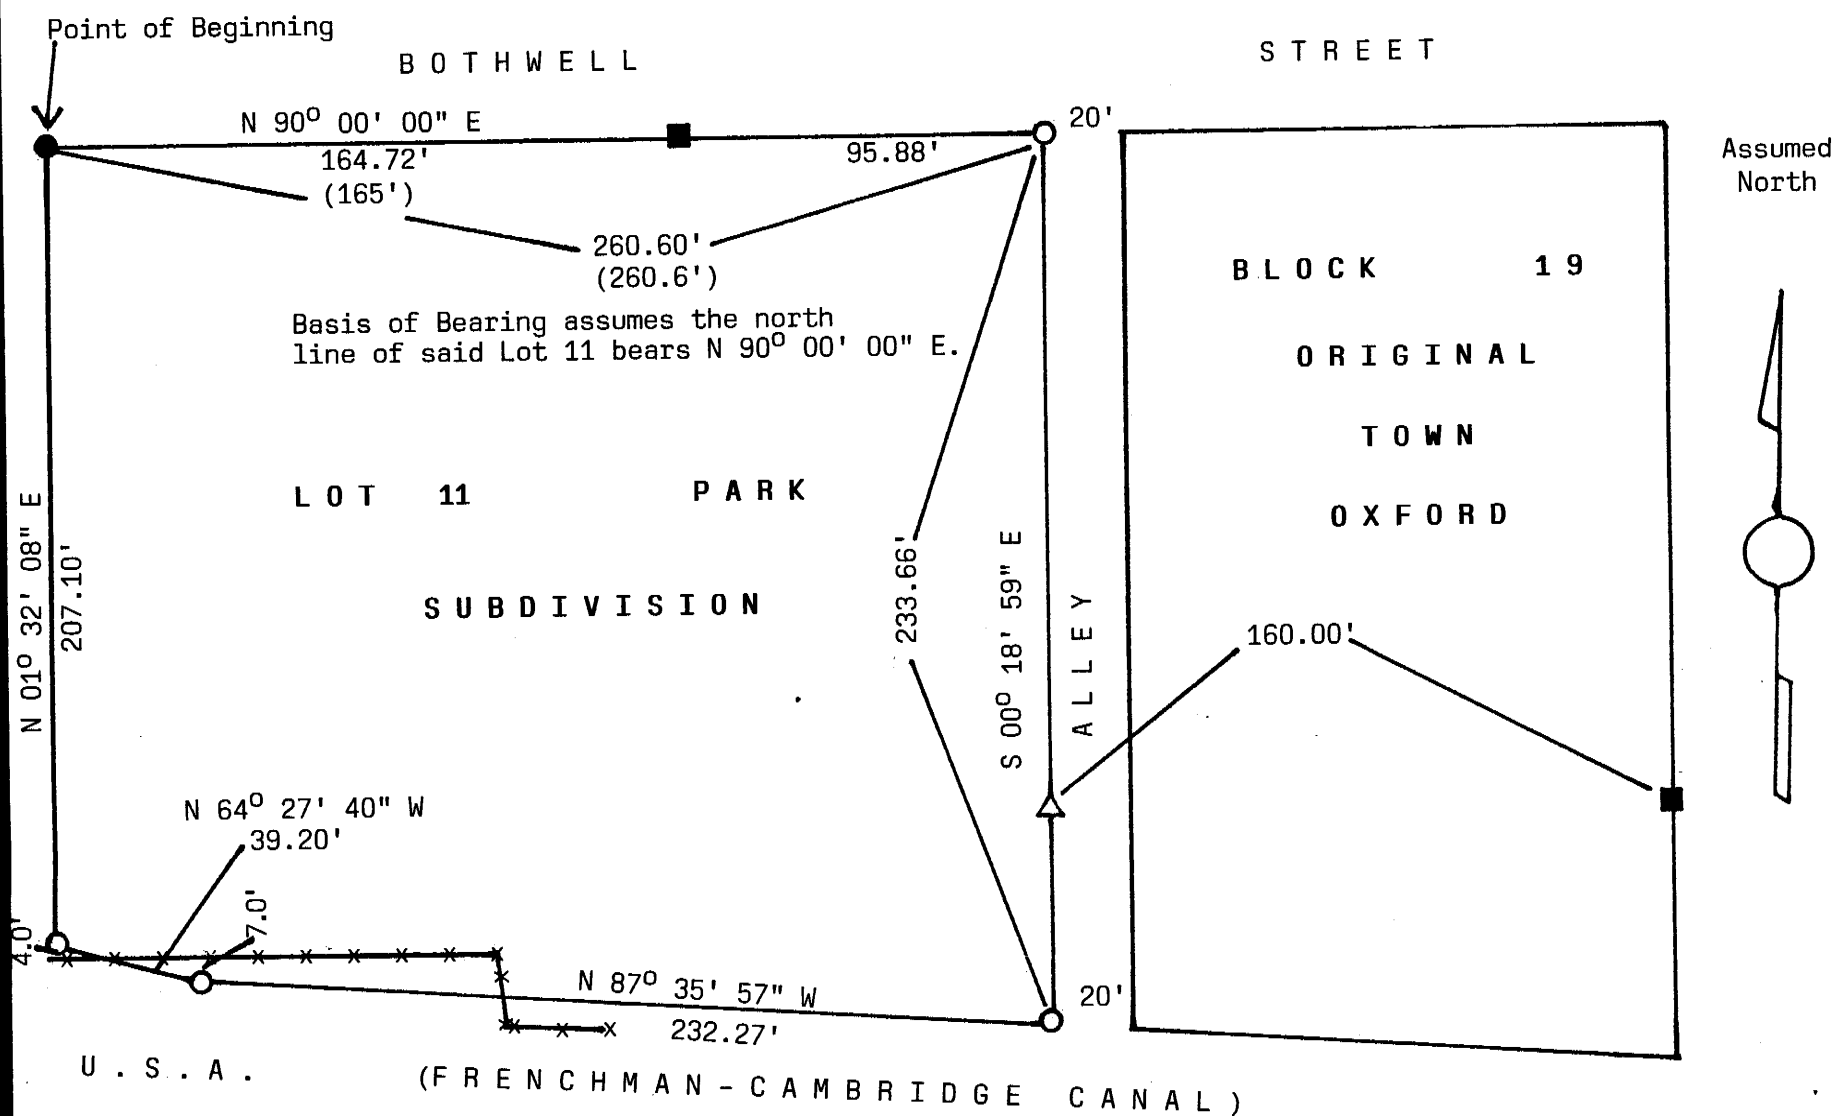 Point of Beginning
BOTHWELL STREET
N 90° 00' 00" E
20'
164.72'
95.88'
(165')
Assumed
North
260.60'
(260.6')
BLOCK 19
Basis of Bearing assumes the north
line of said Lot 11 bears N 90° 00' 00" E.
ORIGINAL
TOWN
OXFORD
LOT 11 PARK
SUBDIVISION
N 01° 32' 08" E
207.10'
233.66'
S 00° 18' 59" E
ALLEY
160.00'
N 64° 27' 40" W
39.20'
7.0'
4.0'
N 87° 35' 57" W
20'
232.27'
U.S.A. (FRENCHMAN-CAMBRIDGE CANAL)